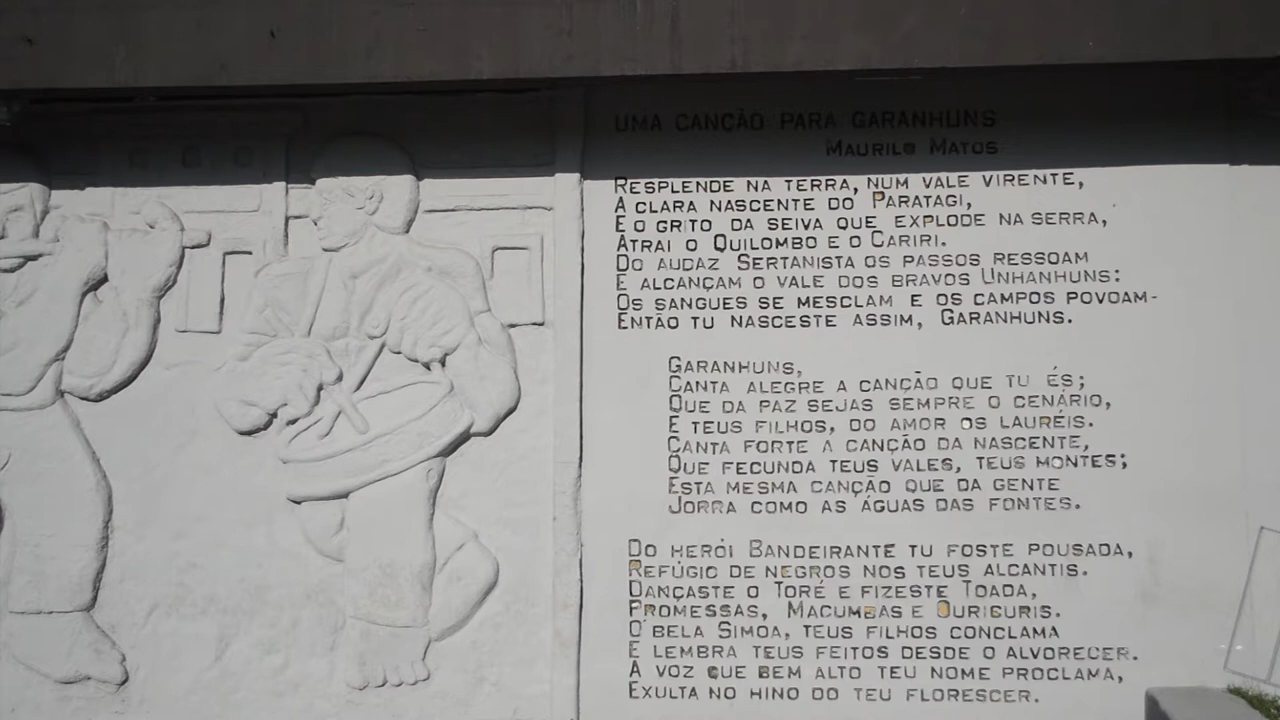 UMA CANÇÃO PARA GARANHUNS
MAURILO MATOS
RESPLENDE NA TERRA, NUM VALE VIRENTE,
A CLARA NASCENTE DO PARATAGI,
E O GRITO DA SEIVA QUE EXPLODE NA SERRA,
ATRAI O QUILOMBO E O CARIRI.
DO AUDAZ SERTANISTA OS PASSOS RESSOAM
E ALCANÇAM O VALE DOS BRAVOS UNHANHUNS:
OS SANGUES SE MESCLAM E OS CAMPOS POVOAM-
ENTÃO TU NASCESTE ASSIM, GARANHUNS.
GARANHUNS,
CANTA ALEGRE A CANÇÃO QUE TU ÉS;
QUE DA PAZ SEJAS SEMPRE O CENÁRIO,
E TEUS FILHOS, DO AMOR OS LAURÉIS.
CANTA FORTE A CANÇÃO DA NASCENTE,
QUE FECUNDA TEUS VALES, TEUS MONTES;
ESTA MESMA CANÇÃO QUE DA GENTE
JORRA COMO AS ÁGUAS DAS FONTES.
DO HERÓI BANDEIRANTE TU FOSTE POUSADA,
REFÚGIO DE NEGROS NOS TEUS ALCANTIS.
DANÇASTE O TORÉ E FIZESTE TOADA,
PROMESSAS, MACUMBAS E OURIGURIS.
Ó BELA SIMOA, TEUS FILHOS CONCLAMA
E LEMBRA TEUS FEITOS DESDE O ALVORECER.
A VOZ QUE BEM ALTO TEU NOME PROCLAMA,
EXULTA NO HINO DO TEU FLORESCER.